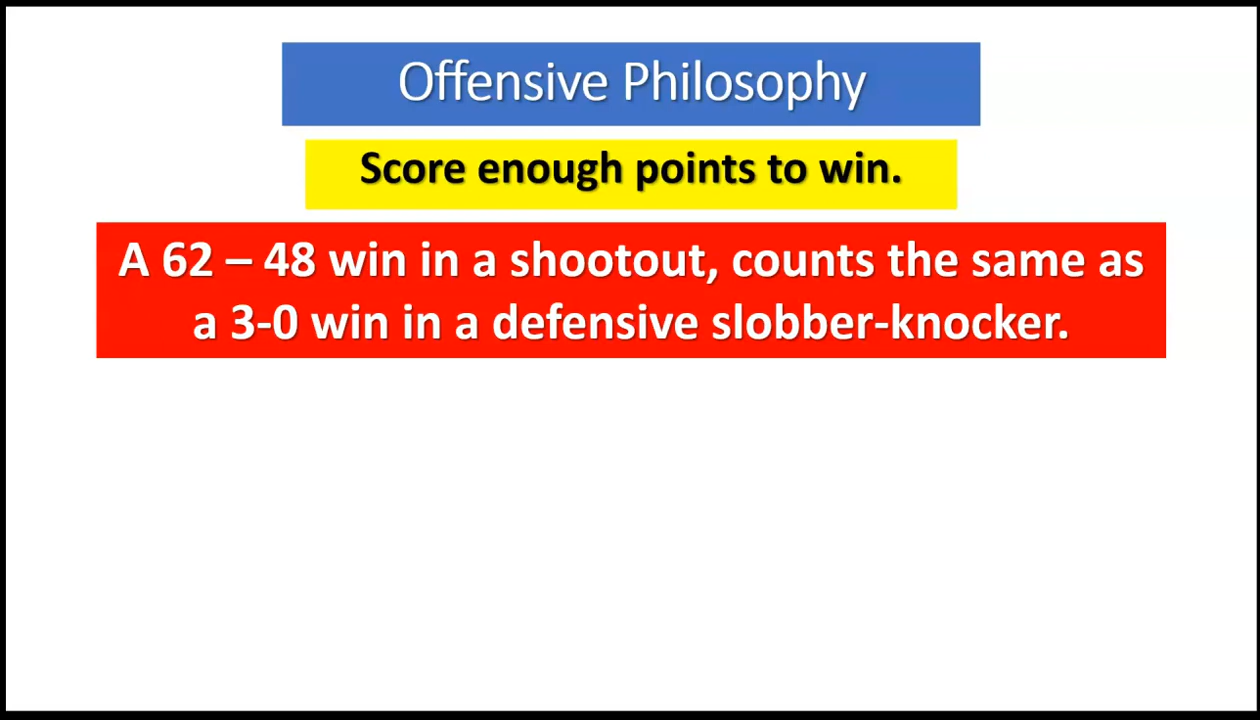 Offensive Philosophy
Score enough points to win.
A 62 – 48 win in a shootout, counts the same as
a 3-0 win in a defensive slobber-knocker.